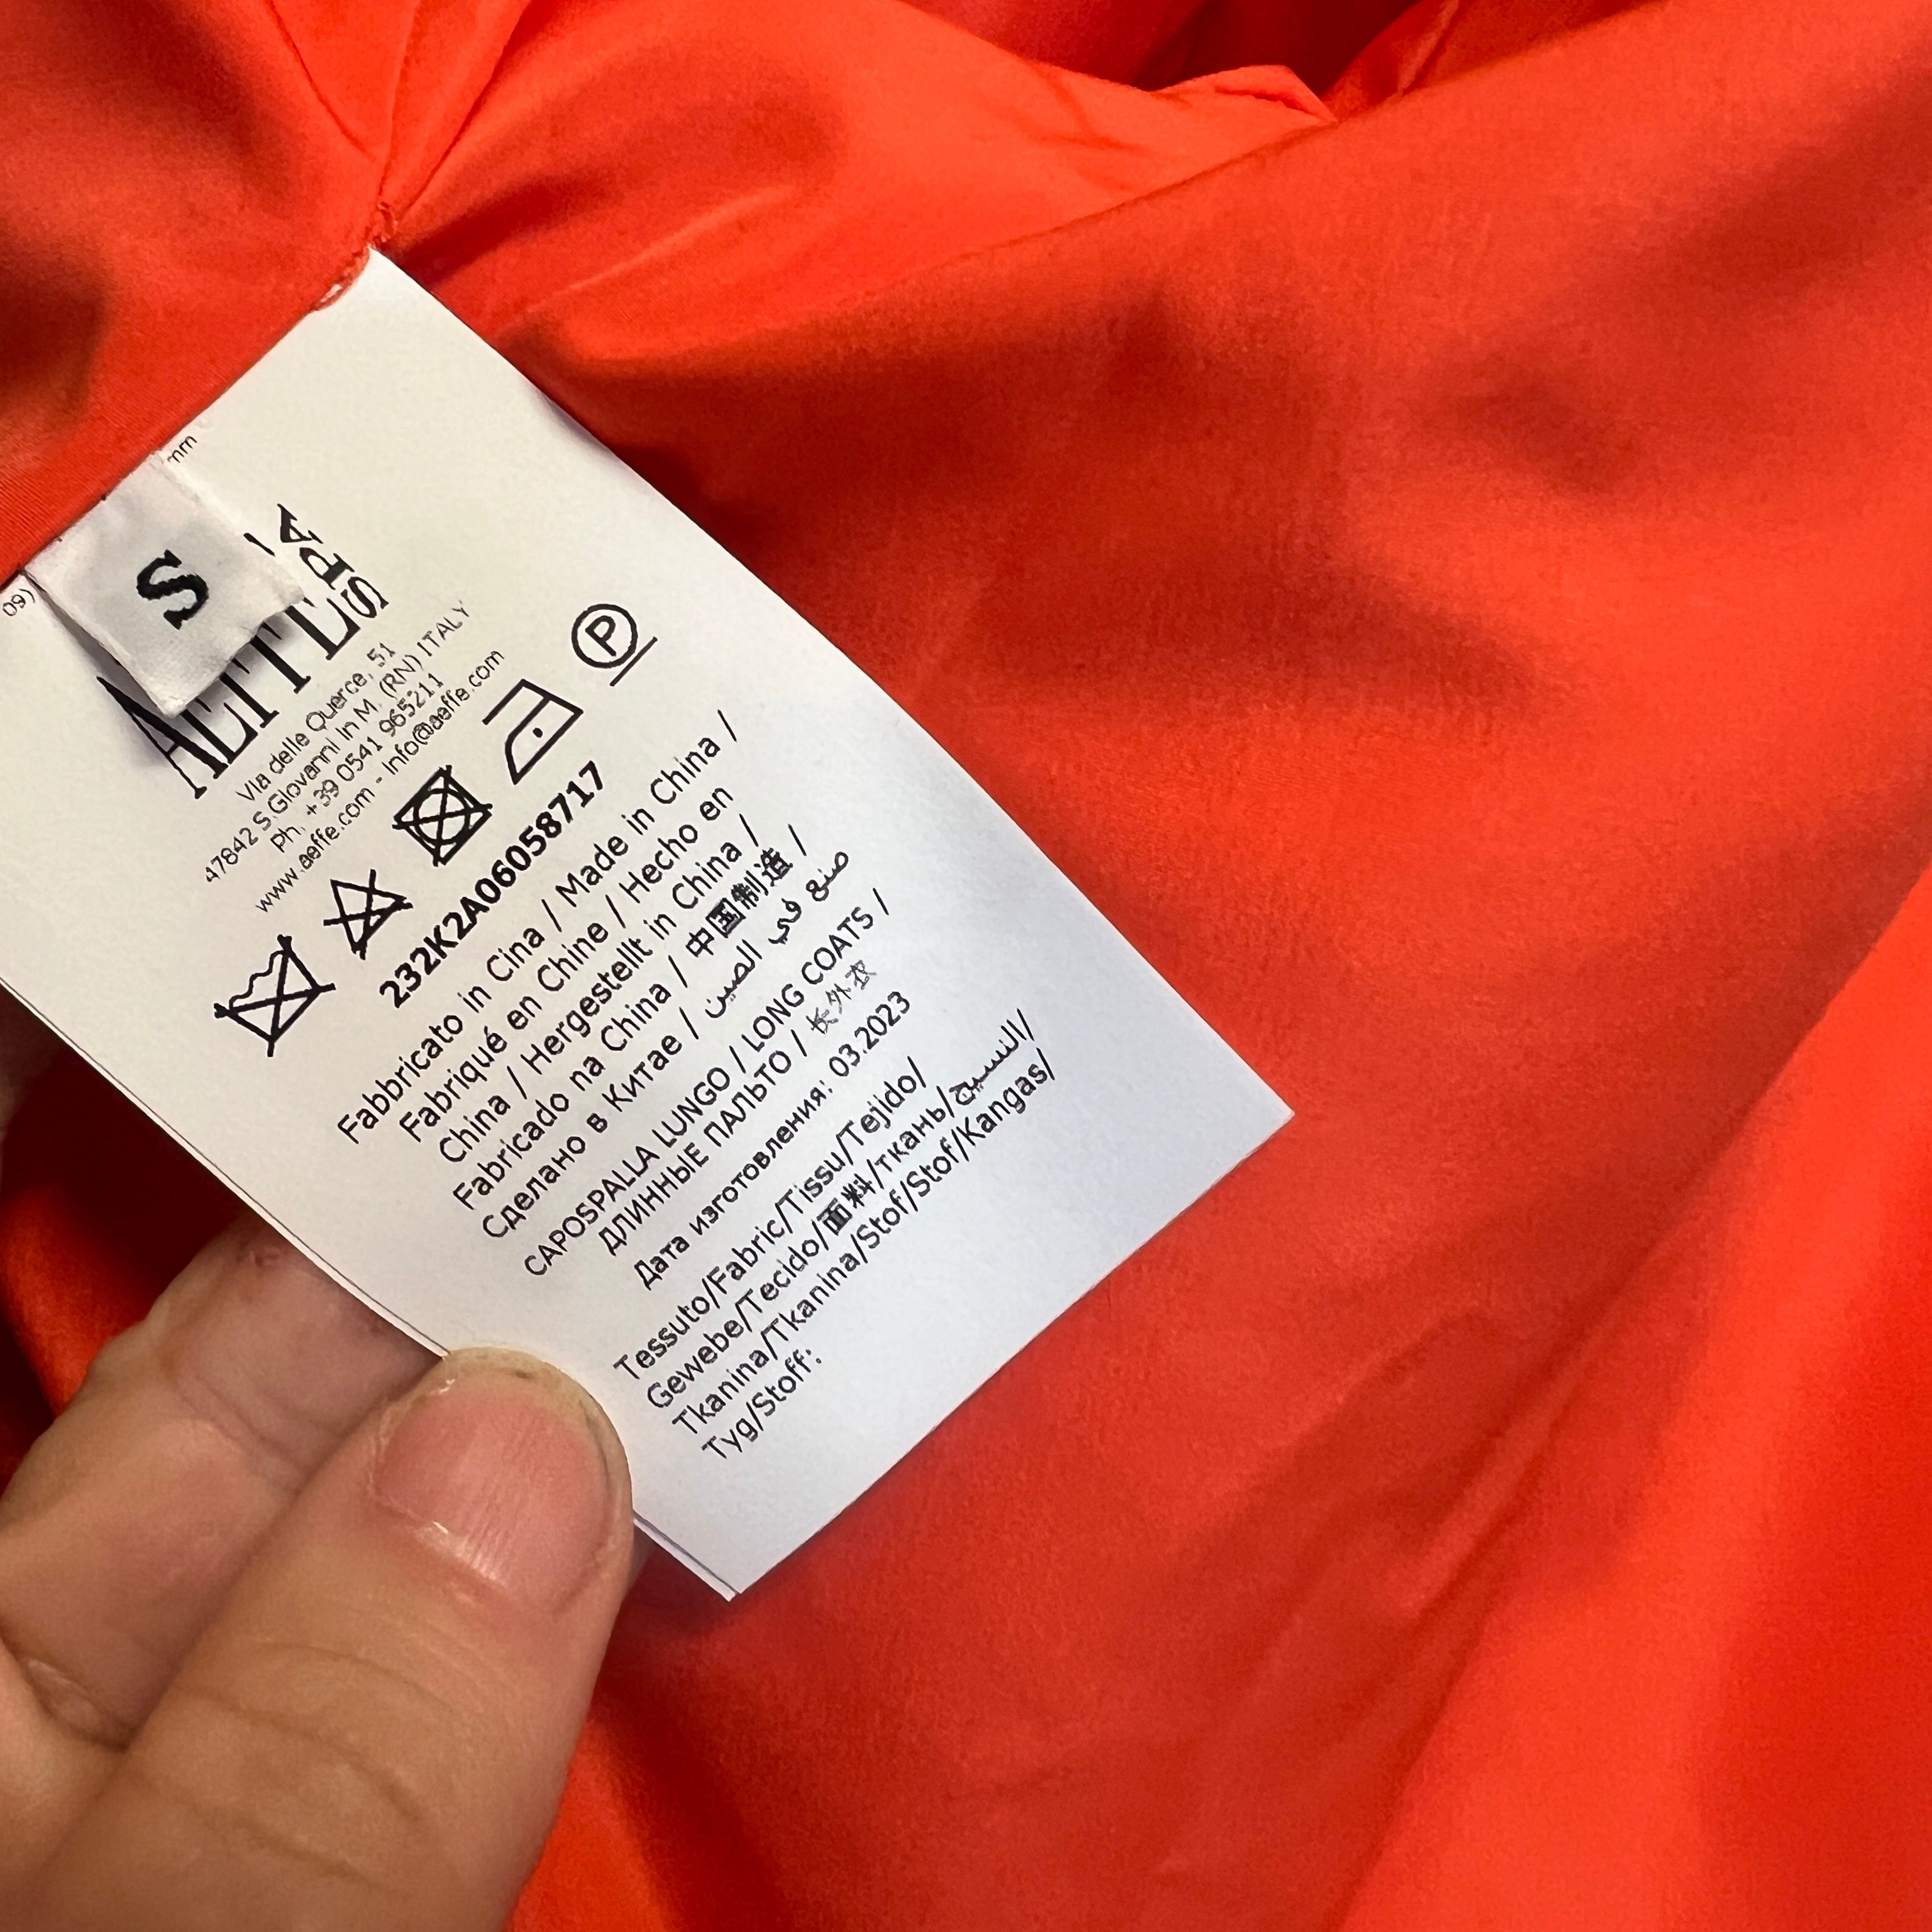 mm
09)
S
SPA
Via delle Querce, 51
47842 S.Giovanni in M. (RN) ITALY
Ph. +39 0541 965211
www.aeffe.com - info@aeffe.com
P
232K2A06058717
Fabbricato in Cina / Made in China /
Fabriqué en Chine / Hecho en
China / Hergestellt in China /
Fabricado na China / 中国制造 /
Сделано в Китае / صنع في الصين
CAPOSPALLA LUNGO / LONG COATS /
ДЛИННЫЕ ПАЛЬТО / 长外衣
Дата изготовления: 03.2023
Tessuto/Fabric/Tissu/Tejido/
Gewebe/Tecido/面料/ткань/النسيج/
Tkanina/Tkanina/Stof/Stof/Kangas/
Tyg/Stoff: